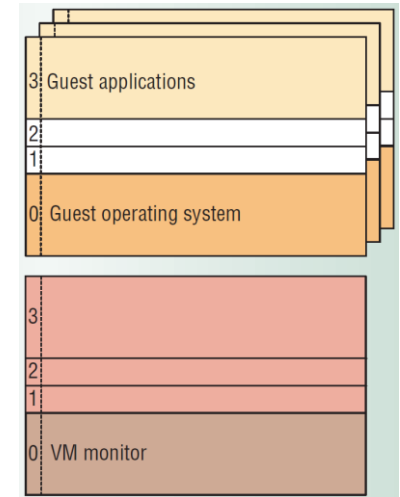 3 Guest applications
2
1
0 Guest operating system
3
2
1
0 VM monitor